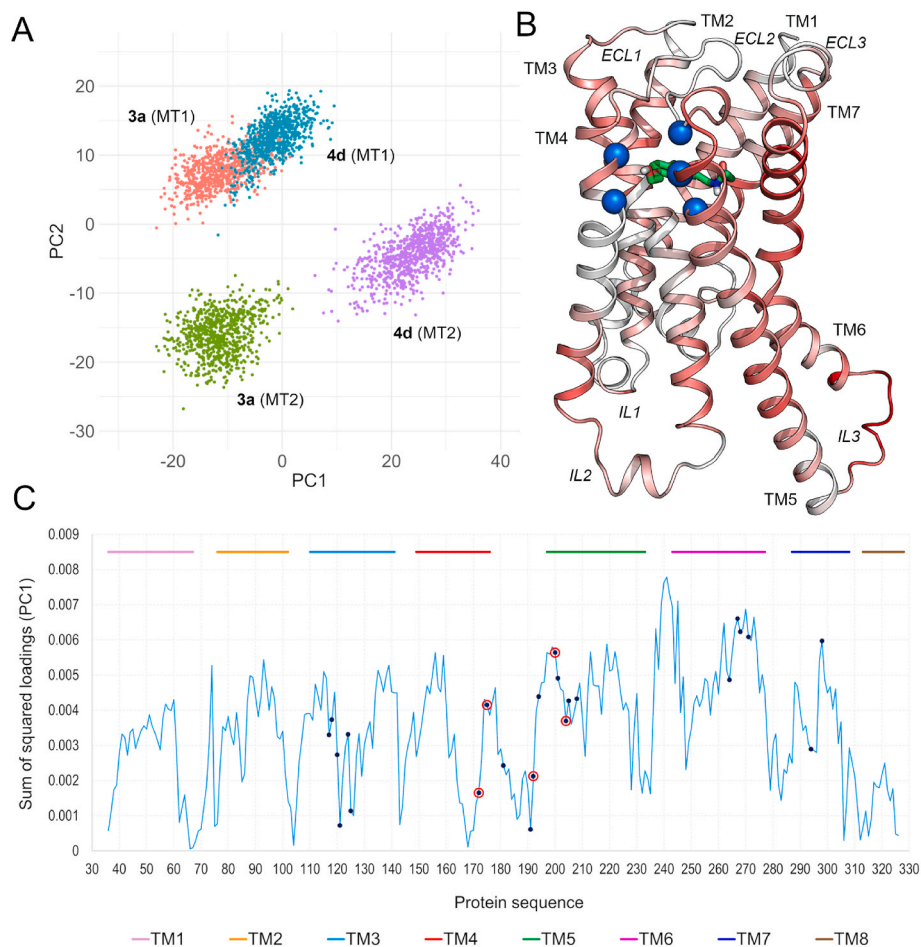 A
20
10
0
-10
-20
-30
PC2
-20
0
20
40
PC1
3a (MT1)
4d (MT1)
4d (MT2)
3a (MT2)
B
TM2
TM1
ECL1
ECL2
ECL3
TM3
TM7
TM4
TM6
IL1
IL3
IL2
TM5
C
0.009
0.008
0.007
0.006
0.005
0.004
0.003
0.002
0.001
0
Sum of squared loadings (PC1)
30 40 50 60 70 80 90 100 110 120 130 140 150 160 170 180 190 200 210 220 230 240 250 260 270 280 290 300 310 320 330
Protein sequence
TM1 TM2 TM3 TM4 TM5 TM6 TM7 TM8